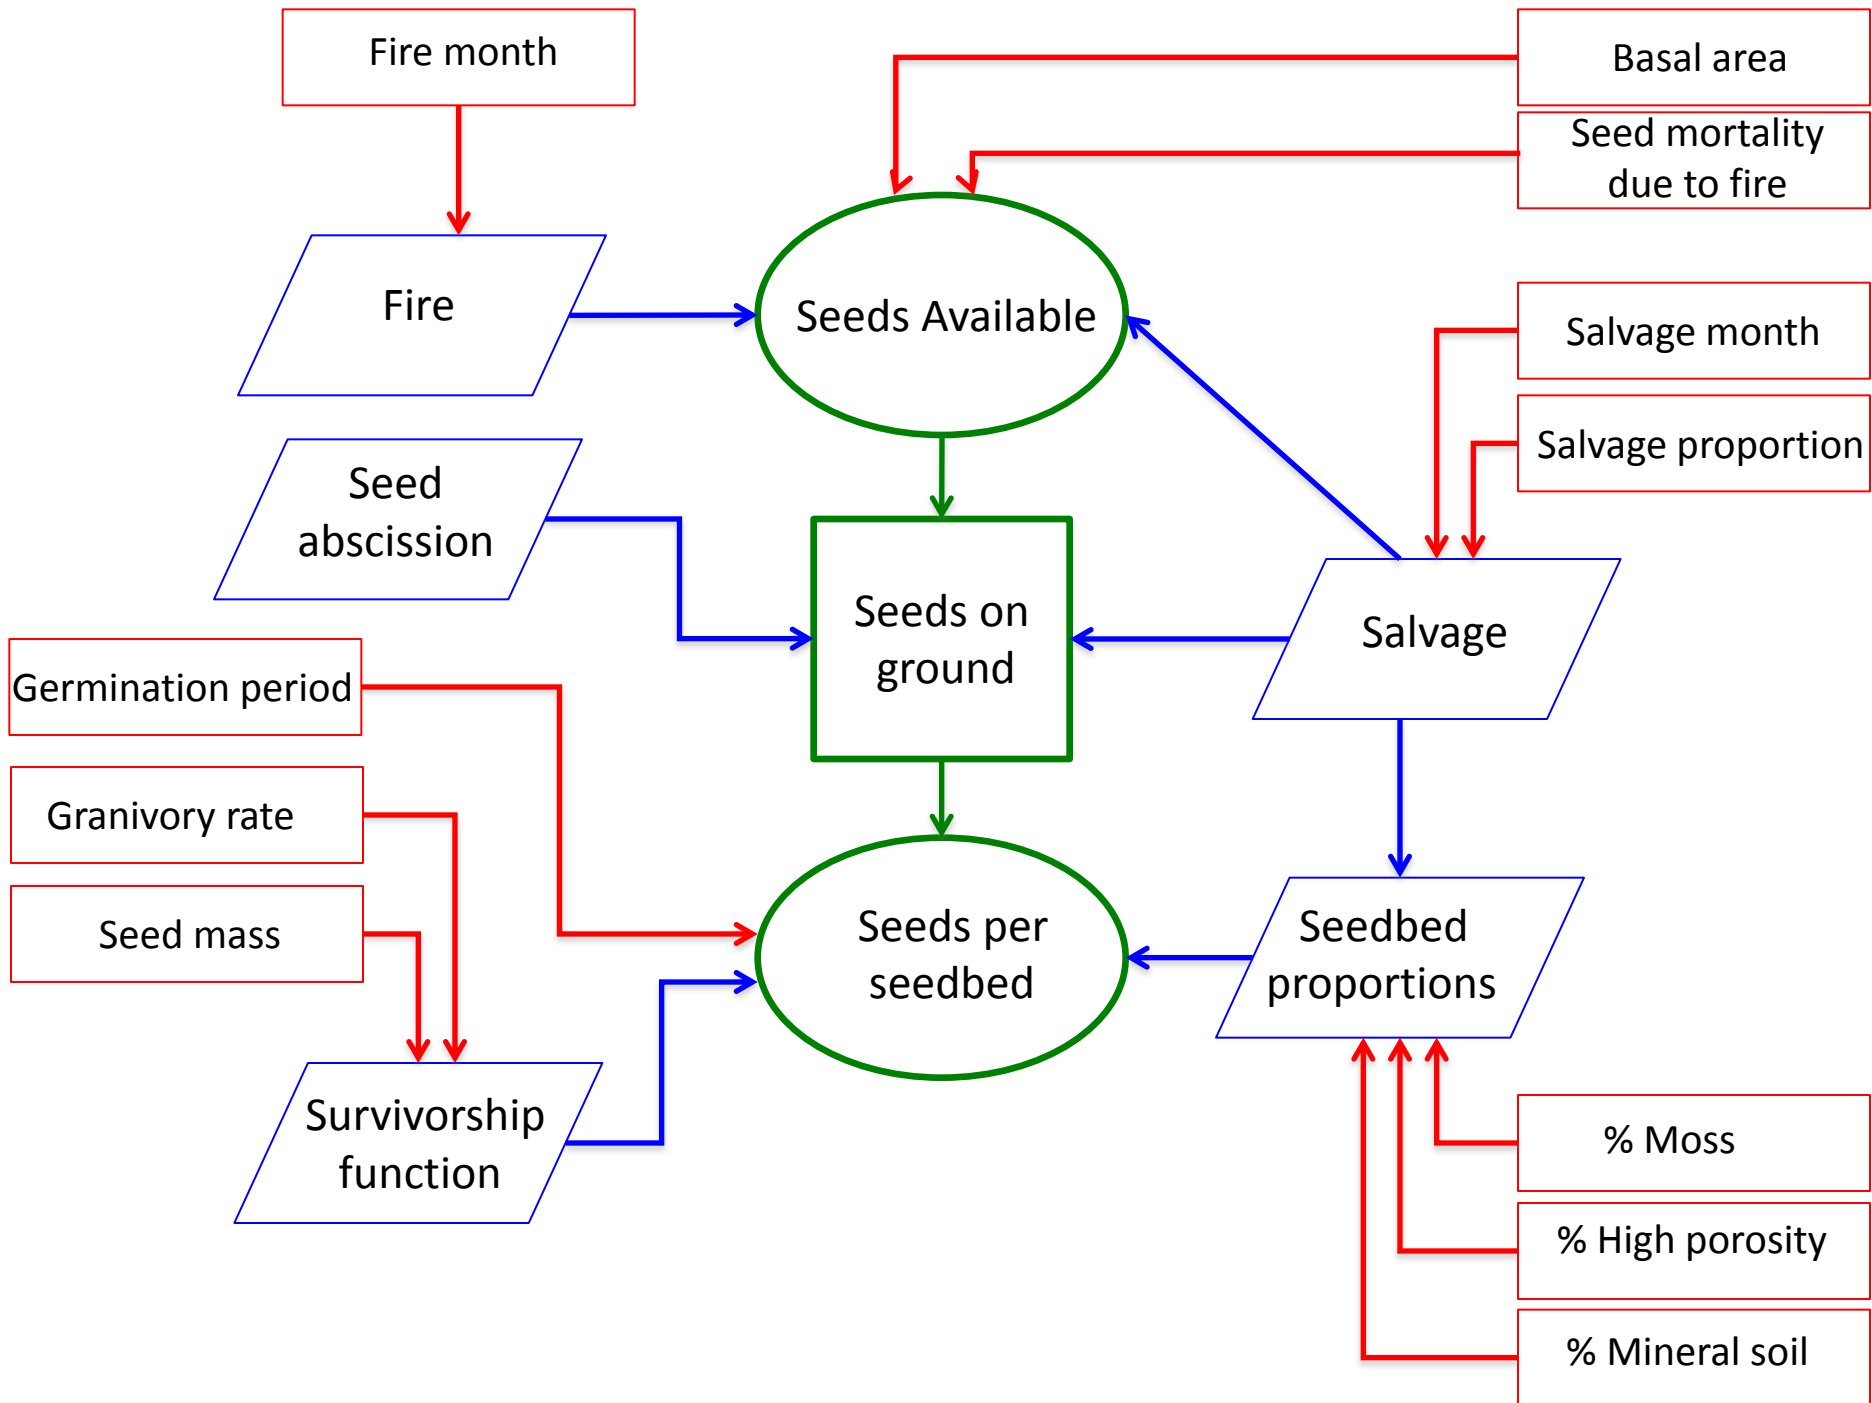 Fire month
Basal area
Seed mortality
due to fire
Fire
Seeds Available
Salvage month
Salvage proportion
Seed
abscission
Seeds on
ground
Salvage
Germination period
Granivory rate
Seed mass
Seeds per
seedbed
Seedbed
proportions
Survivorship
function
% Moss
% High porosity
% Mineral soil